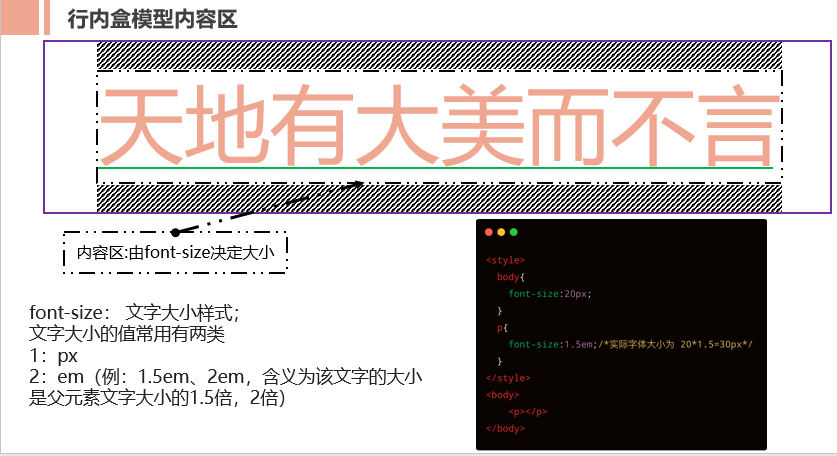 行内盒模型内容区
天地有大美而不言
内容区:由font-size决定大小
font-size： 文字大小样式；
文字大小的值常用有两类
1：px
2：em（例：1.5em、2em，含义为该文字的大小
是父元素文字大小的1.5倍，2倍）
<style>
body{
font-size:20px;
}
p{
font-size:1.5em;/*实际字体大小为 20*1.5=30px*/
}
</style>
<body>
<p></p>
</body>